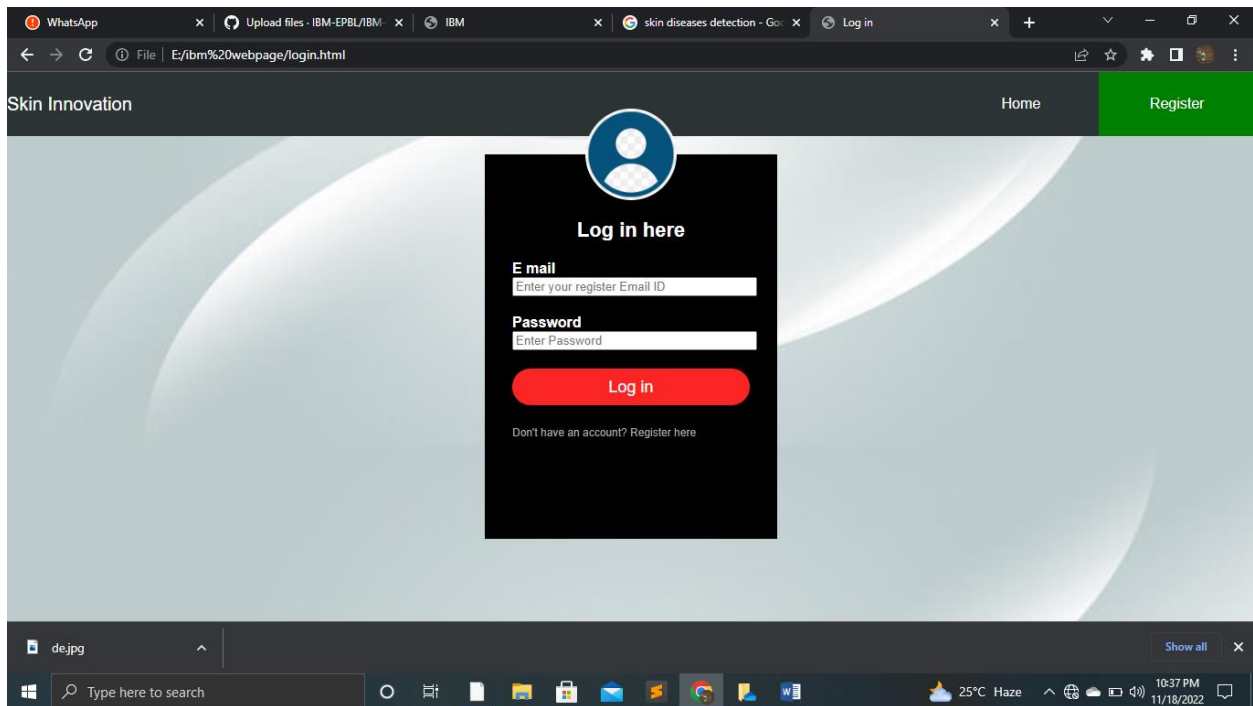 WhatsApp
Upload files · IBM-EPBL/IBM-
IBM
skin diseases detection - Goo
Log in
File | E:/ibm%20webpage/login.html
Skin Innovation
Home
Register
Log in here
E mail
Enter your register Email ID
Password
Enter Password
Log in
Don't have an account? Register here
de.jpg
Show all
Type here to search
25°C Haze
10:37 PM
11/18/2022